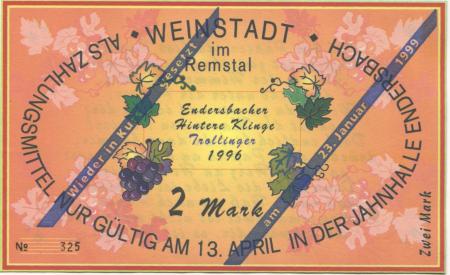 WEINSTADT
im
Remstal
ALS ZAHLUNGSMITTEL NUR GÜLTIG AM 13. APRIL IN DER JAHNHALLE ENDERSBACH
Wieder in Kurs gesetzt
am 23. Januar 1999
Endersbacher
Hintere Klinge
Trollinger
1996
2 Mark
№ 325
Zwei Mark